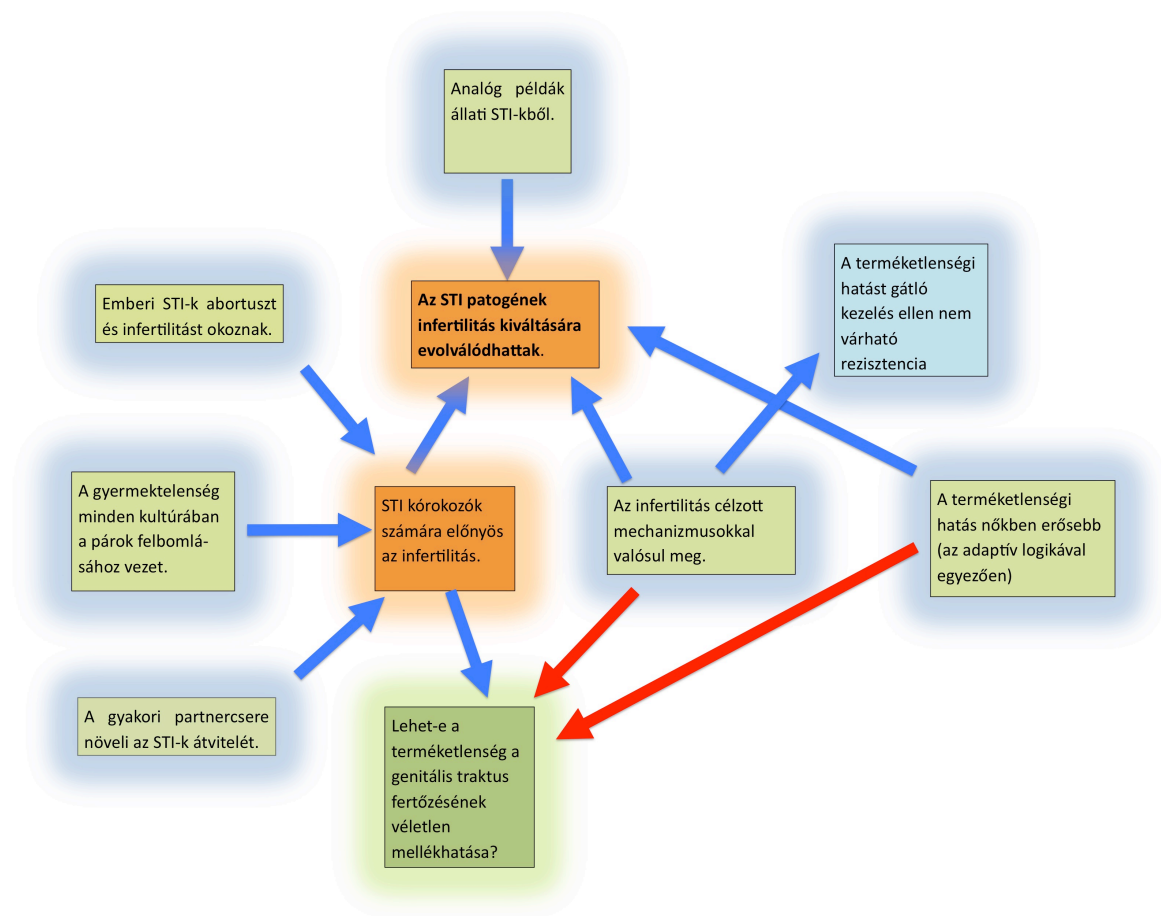 Analóg példák
állati STI-kből.
A terméketlenségi
hatást gátló
kezelés ellen nem
várható
rezisztencia
Emberi STI-k abortuszt
és infertilitást okoznak.
Az STI patogének
infertilitás kiváltására
evolválódhattak.
A gyermektelenség
minden kultúrában
a párok felbomlá-
sához vezet.
STI kórokozók
számára előnyös
az infertilitás.
Az infertilitás célzott
mechanizmusokkal
valósul meg.
A terméketlenségi
hatás nőkben erősebb
(az adaptív logikával
egyezően)
A gyakori partnercsere
növeli az STI-k átvitelét.
Lehet-e a
terméketlenség a
genitális traktus
fertőzésének
véletlen
mellékhatása?